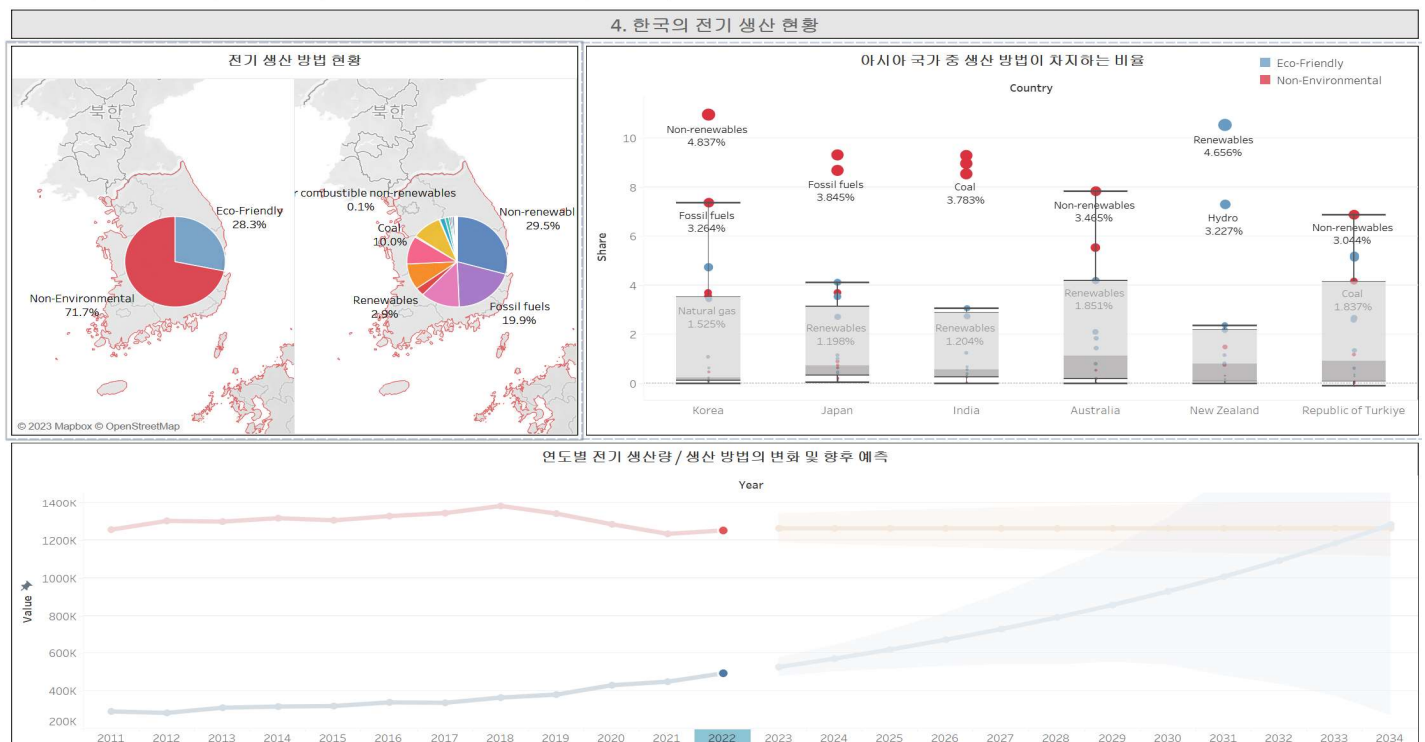 4. 한국의 전기 생산 현황
전기 생산 방법 현황
북한
Eco-Friendly
28.3%
Non-Environmental
71.7%
© 2023 Mapbox © OpenStreetMap
북한
r combustible non-renewables
0.1%
Non-renewabl
29.5%
Coal
10.0%
Renewables
2.9%
Fossil fuels
19.9%
아시아 국가 중 생산 방법이 차지하는 비율
Eco-Friendly
Non-Environmental
Country
Share
10
8
6
4
2
0
Non-renewables
4.837%
Fossil fuels
3.264%
Natural gas
1.525%
Fossil fuels
3.845%
Renewables
1.198%
Coal
3.783%
Renewables
1.204%
Non-renewables
3.465%
Renewables
1.851%
Renewables
4.656%
Hydro
3.227%
Non-renewables
3.044%
Coal
1.837%
Korea
Japan
India
Australia
New Zealand
Republic of Turkiye
연도별 전기 생산량 / 생산 방법의 변화 및 향후 예측
Year
Value
1400K
1200K
1000K
800K
600K
400K
200K
2011 2012 2013 2014 2015 2016 2017 2018 2019 2020 2021 2022 2023 2024 2025 2026 2027 2028 2029 2030 2031 2032 2033 2034